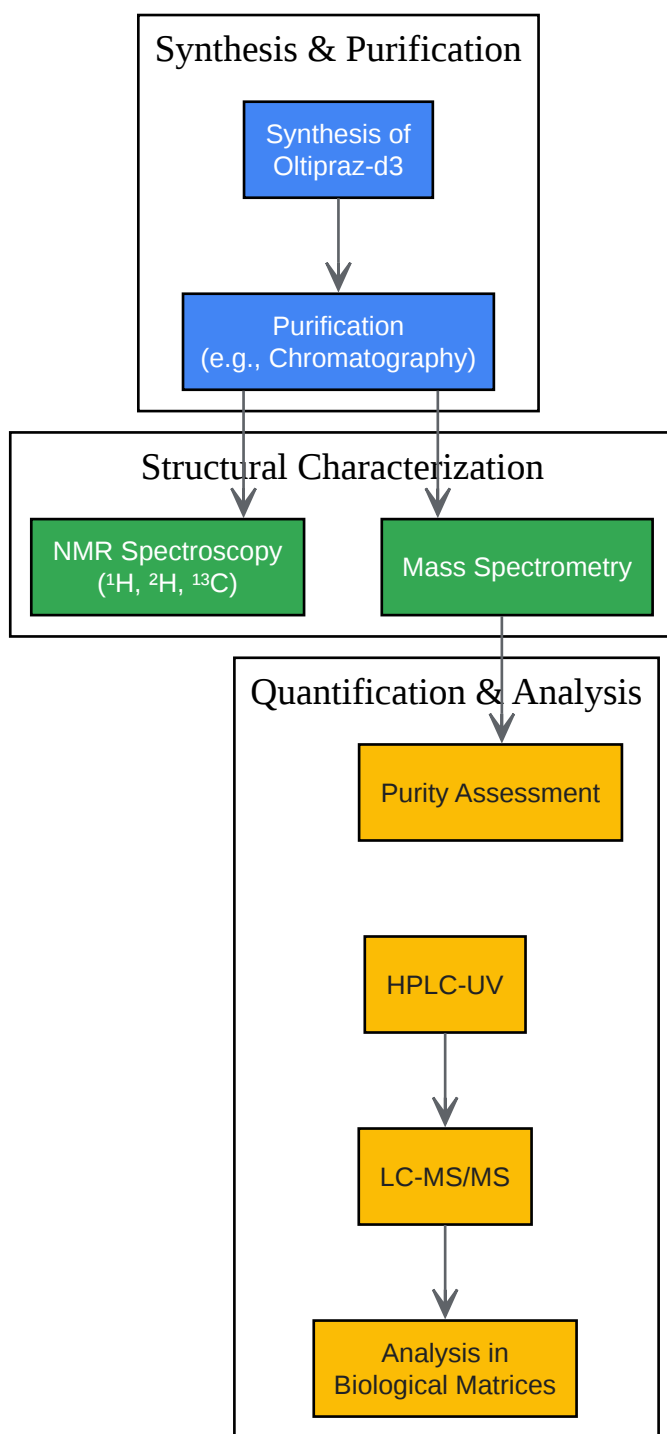 Synthesis & Purification
Synthesis of
Oltipraz-d3
Purification
(e.g., Chromatography)
Structural Characterization
NMR Spectroscopy
(¹H, ²H, ¹³C)
Mass Spectrometry
Quantification & Analysis
Purity Assessment
HPLC-UV
LC-MS/MS
Analysis in
Biological Matrices